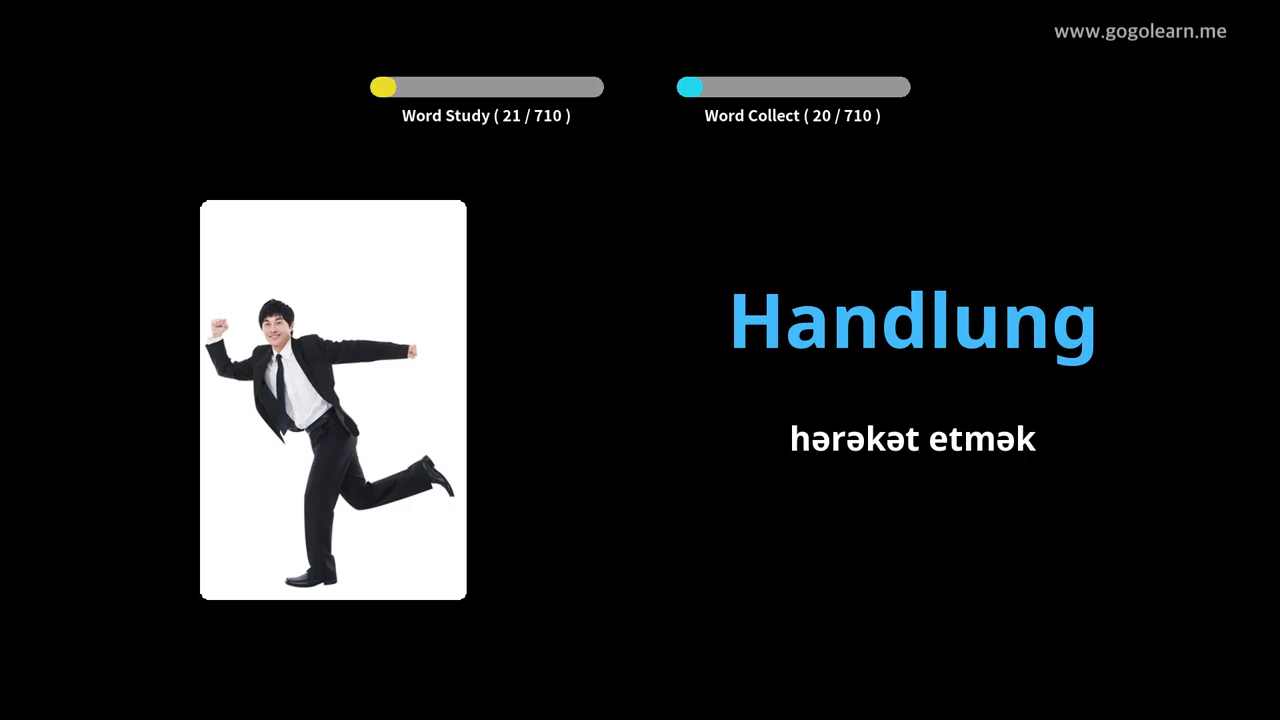 www.gogolearn.me
Word Study ( 21 / 710 )
Word Collect ( 20 / 710 )
Handlung
hərəkət etmək